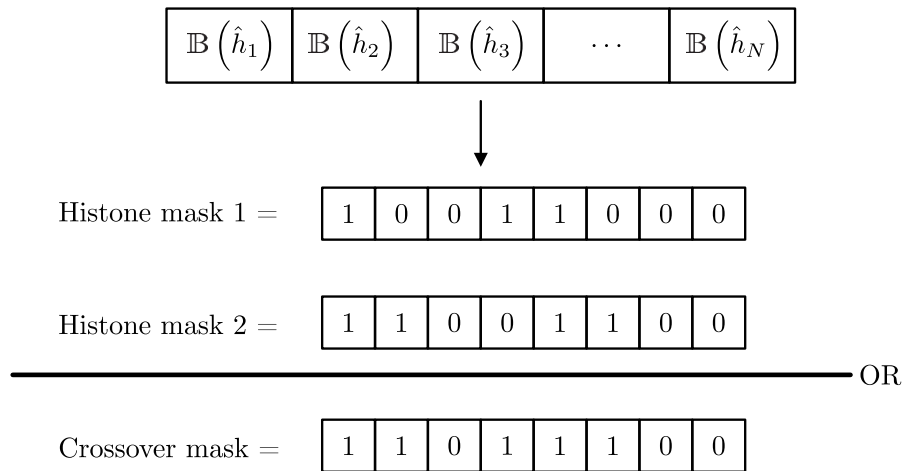 𝔹(ĥ₁) 𝔹(ĥ₂) 𝔹(ĥ₃) ⋯ 𝔹(ĥ_N)
Histone mask 1 = 1 0 0 1 1 0 0 0
Histone mask 2 = 1 1 0 0 1 1 0 0
OR
Crossover mask = 1 1 0 1 1 1 0 0